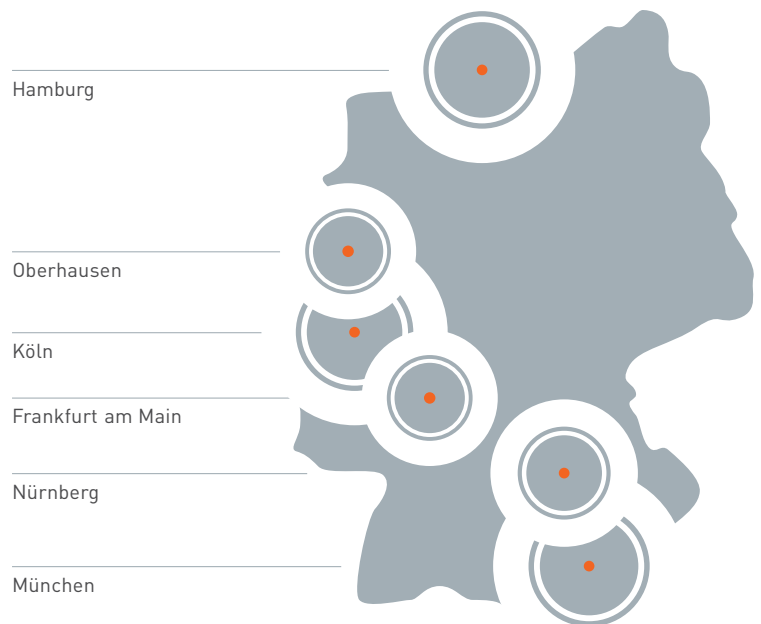 Hamburg
Oberhausen
Köln
Frankfurt am Main
Nürnberg
München